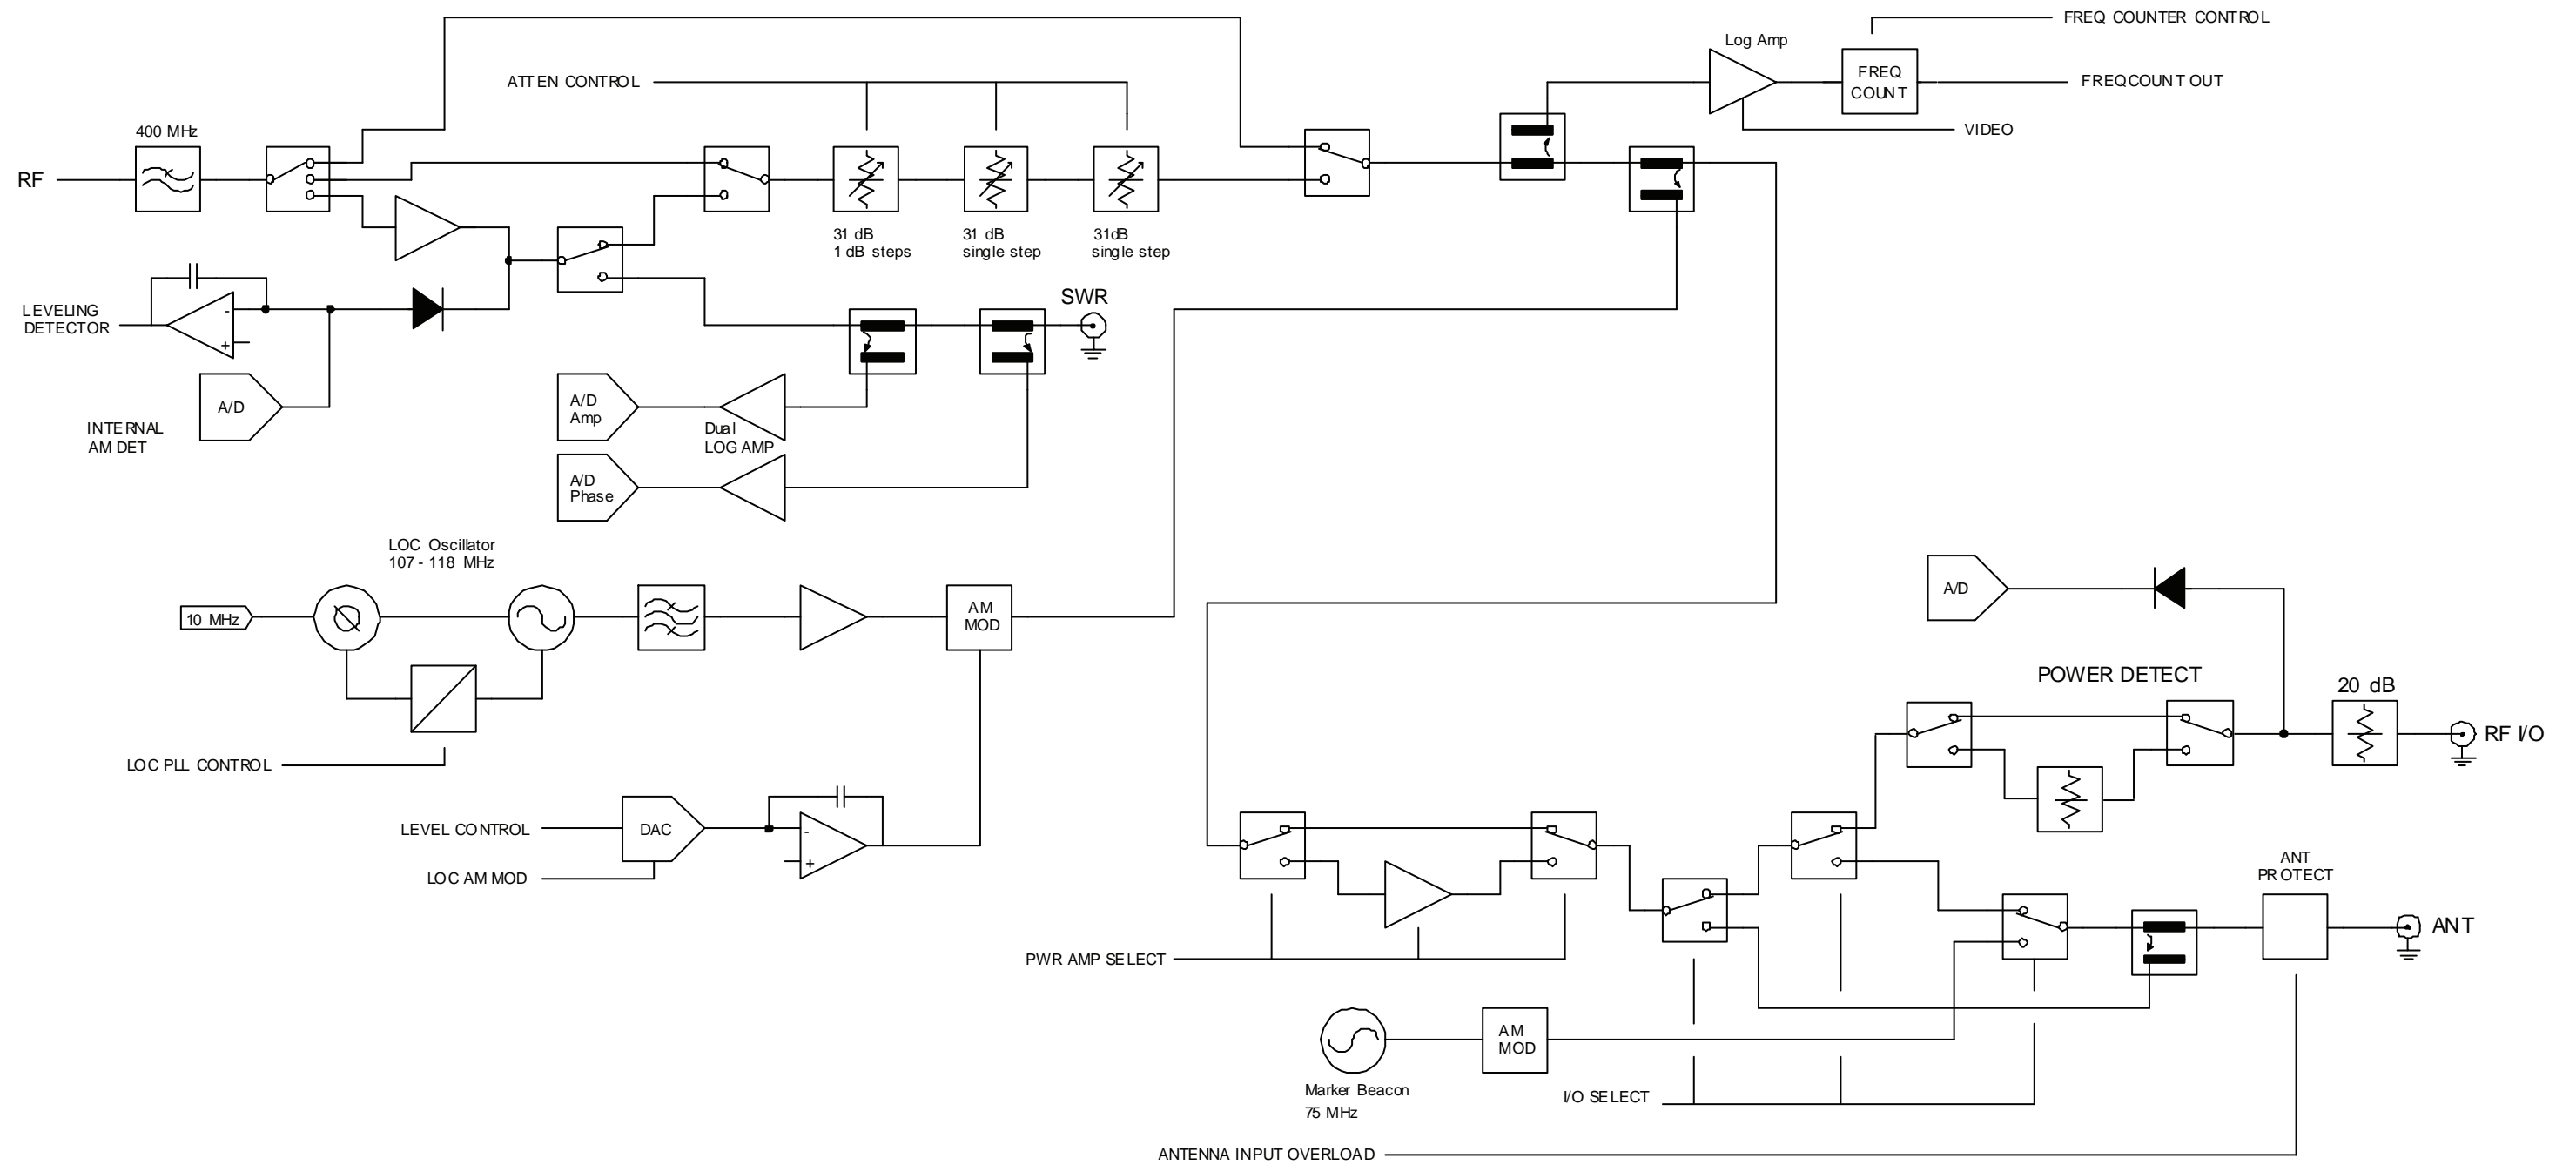 FREQ COUNTER CONTROL
Log Amp
ATTEN CONTROL
FREQ
COUNT
FREQCOUNT OUT
VIDEO
400 MHz
RF
31 dB
1 dB steps
31 dB
single step
31dB
single step
LEVELING
DETECTOR
-
+
SWR
A/D
INTERNAL
AM DET
A/D
Amp
Dual
LOG AMP
A/D
Phase
LOC Oscillator
107 - 118 MHz
10 MHz
AM
MOD
A/D
POWER DETECT
20 dB
RF I/O
LOC PLL CONTROL
LEVEL CONTROL
DAC
-
+
LOC AM MOD
ANT
PROTECT
ANT
PWR AMP SELECT
AM
MOD
Marker Beacon
75 MHz
I/O SELECT
ANTENNA INPUT OVERLOAD